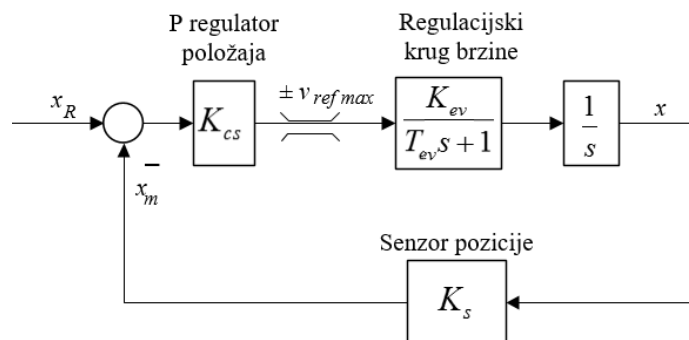 P regulator
položaja
Regulacijski
krug brzine
x_R
K_cs
± v_ref max
K_ev
T_ev s + 1
1
s
x
−
x_m
Senzor pozicije
K_s